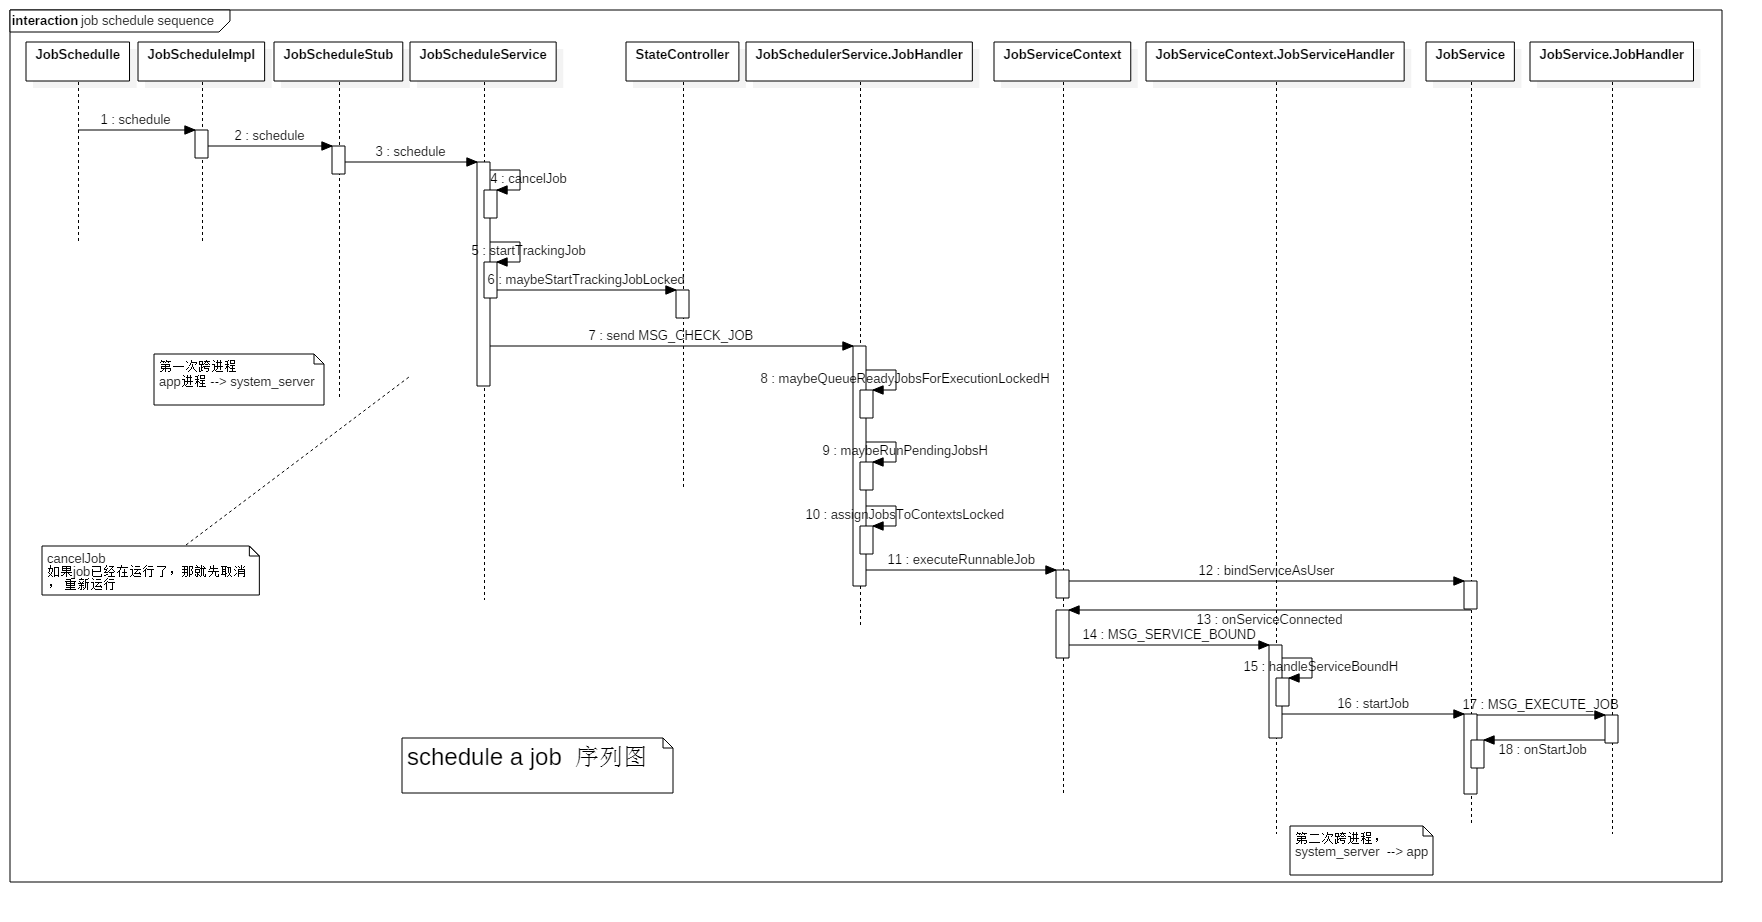 interaction job schedule sequence
JobSchedulle
JobScheduleImpl
JobScheduleStub
JobScheduleService
StateController
JobSchedulerService.JobHandler
JobServiceContext
JobServiceContext.JobServiceHandler
JobService
JobService.JobHandler
1 : schedule
2 : schedule
3 : schedule
4 : cancelJob
5 : startTrackingJob
6 : maybeStartTrackingJobLocked
7 : send MSG_CHECK_JOB
第一次跨进程
app进程 --> system_server
8 : maybeQueueReadyJobsForExecutionLockedH
9 : maybeRunPendingJobsH
10 : assignJobsToContextsLocked
cancelJob
如果job已经在运行了，那就先取消
， 重新运行
11 : executeRunnableJob
12 : bindServiceAsUser
13 : onServiceConnected
14 : MSG_SERVICE_BOUND
15 : handleServiceBoundH
16 : startJob
17 : MSG_EXECUTE_JOB
18 : onStartJob
schedule a job 序列图
第二次跨进程，
system_server --> app